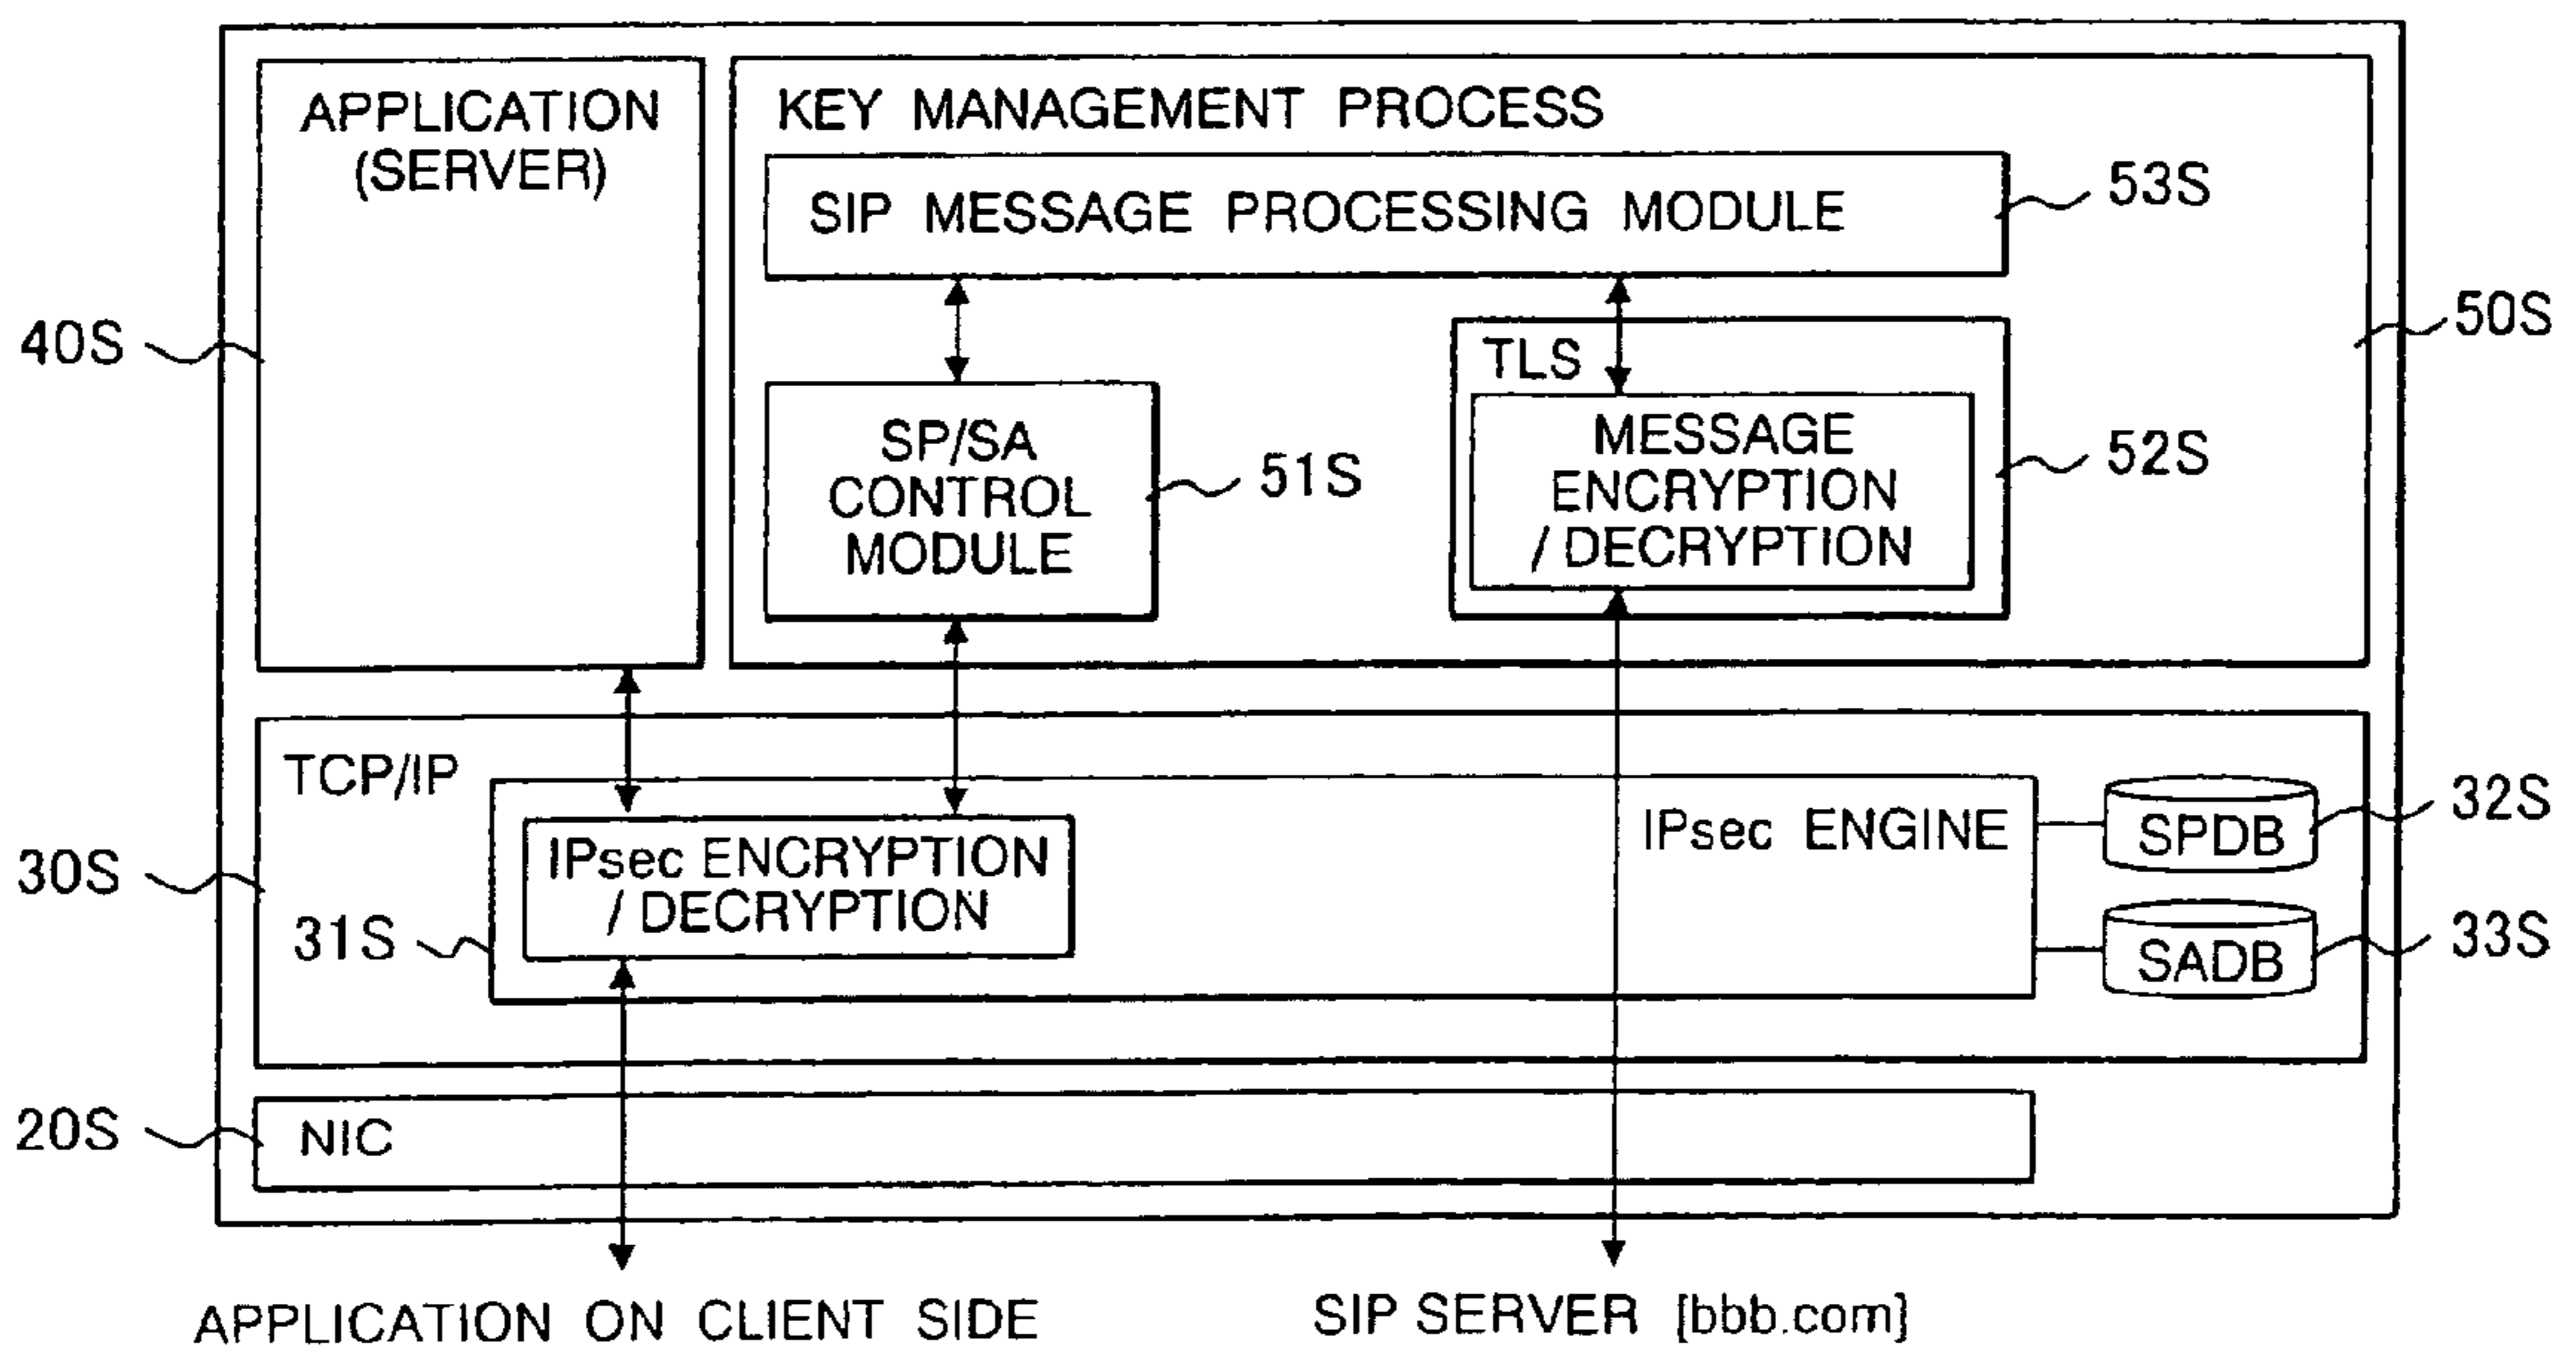 APPLICATION
(SERVER)
KEY MANAGEMENT PROCESS
SIP MESSAGE PROCESSING MODULE
53S
40S
50S
TLS
SP/SA
CONTROL
MODULE
51S
MESSAGE
ENCRYPTION
/ DECRYPTION
52S
TCP/IP
30S
31S
IPsec ENCRYPTION
/ DECRYPTION
IPsec ENGINE
SPDB
32S
SADB
33S
20S
NIC
APPLICATION ON CLIENT SIDE
SIP SERVER [bbb.com]